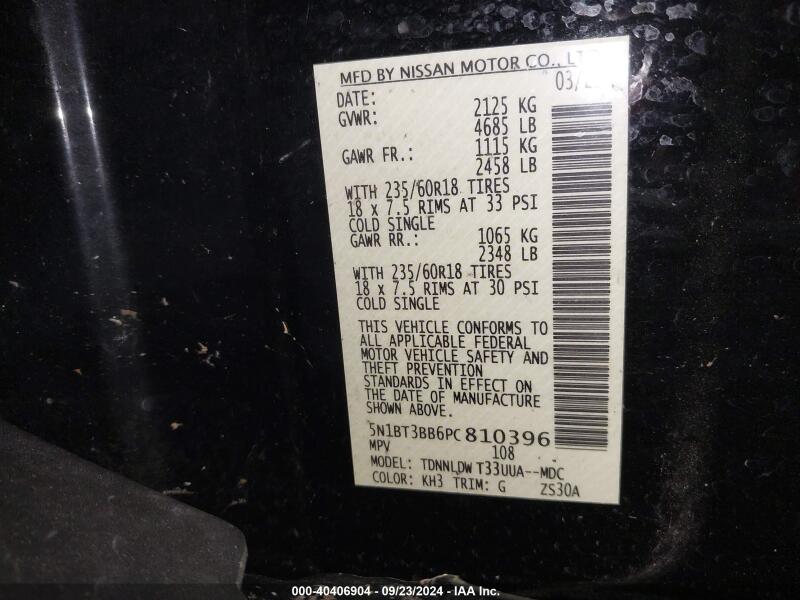 MFD BY NISSAN MOTOR CO.,
DATE: 03/
GVWR: 2125 KG
4685 LB
GAWR FR.: 1115 KG
2458 LB
WITH 235/60R18 TIRES
18 x 7.5 RIMS AT 33 PSI
COLD SINGLE
GAWR RR.: 1065 KG
2348 LB
WITH 235/60R18 TIRES
18 x 7.5 RIMS AT 30 PSI
COLD SINGLE
THIS VEHICLE CONFORMS TO
ALL APPLICABLE FEDERAL
MOTOR VEHICLE SAFETY AND
THEFT PREVENTION
STANDARDS IN EFFECT ON
THE DATE OF MANUFACTURE
SHOWN ABOVE.
5N1BT3BB6PC810396
MPV 108
MODEL: TDNNLDW T33UUA--MDC
COLOR: KH3 TRIM: G ZS30A
000-40406904 - 09/23/2024 - IAA Inc.